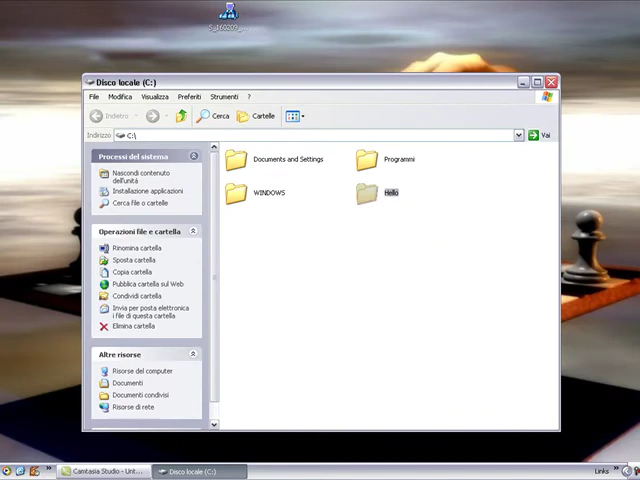 S_160209_...
Disco locale (C:)
File Modifica Visualizza Preferiti Strumenti ?
Indietro Cerca Cartelle
Indirizzo C:\ Vai
Processi del sistema
Nascondi contenuto
dell'unità
Installazione applicazioni
Cerca file o cartelle
Operazioni file e cartella
Rinomina cartella
Sposta cartella
Copia cartella
Pubblica cartella sul Web
Condividi cartella
Invia per posta elettronica
i file di questa cartella
Elimina cartella
Altre risorse
Risorse del computer
Documenti
Documenti condivisi
Risorse di rete
Documents and Settings
Programmi
WINDOWS
Hello
Camtasia Studio - Unt...
Disco locale (C:)
Links